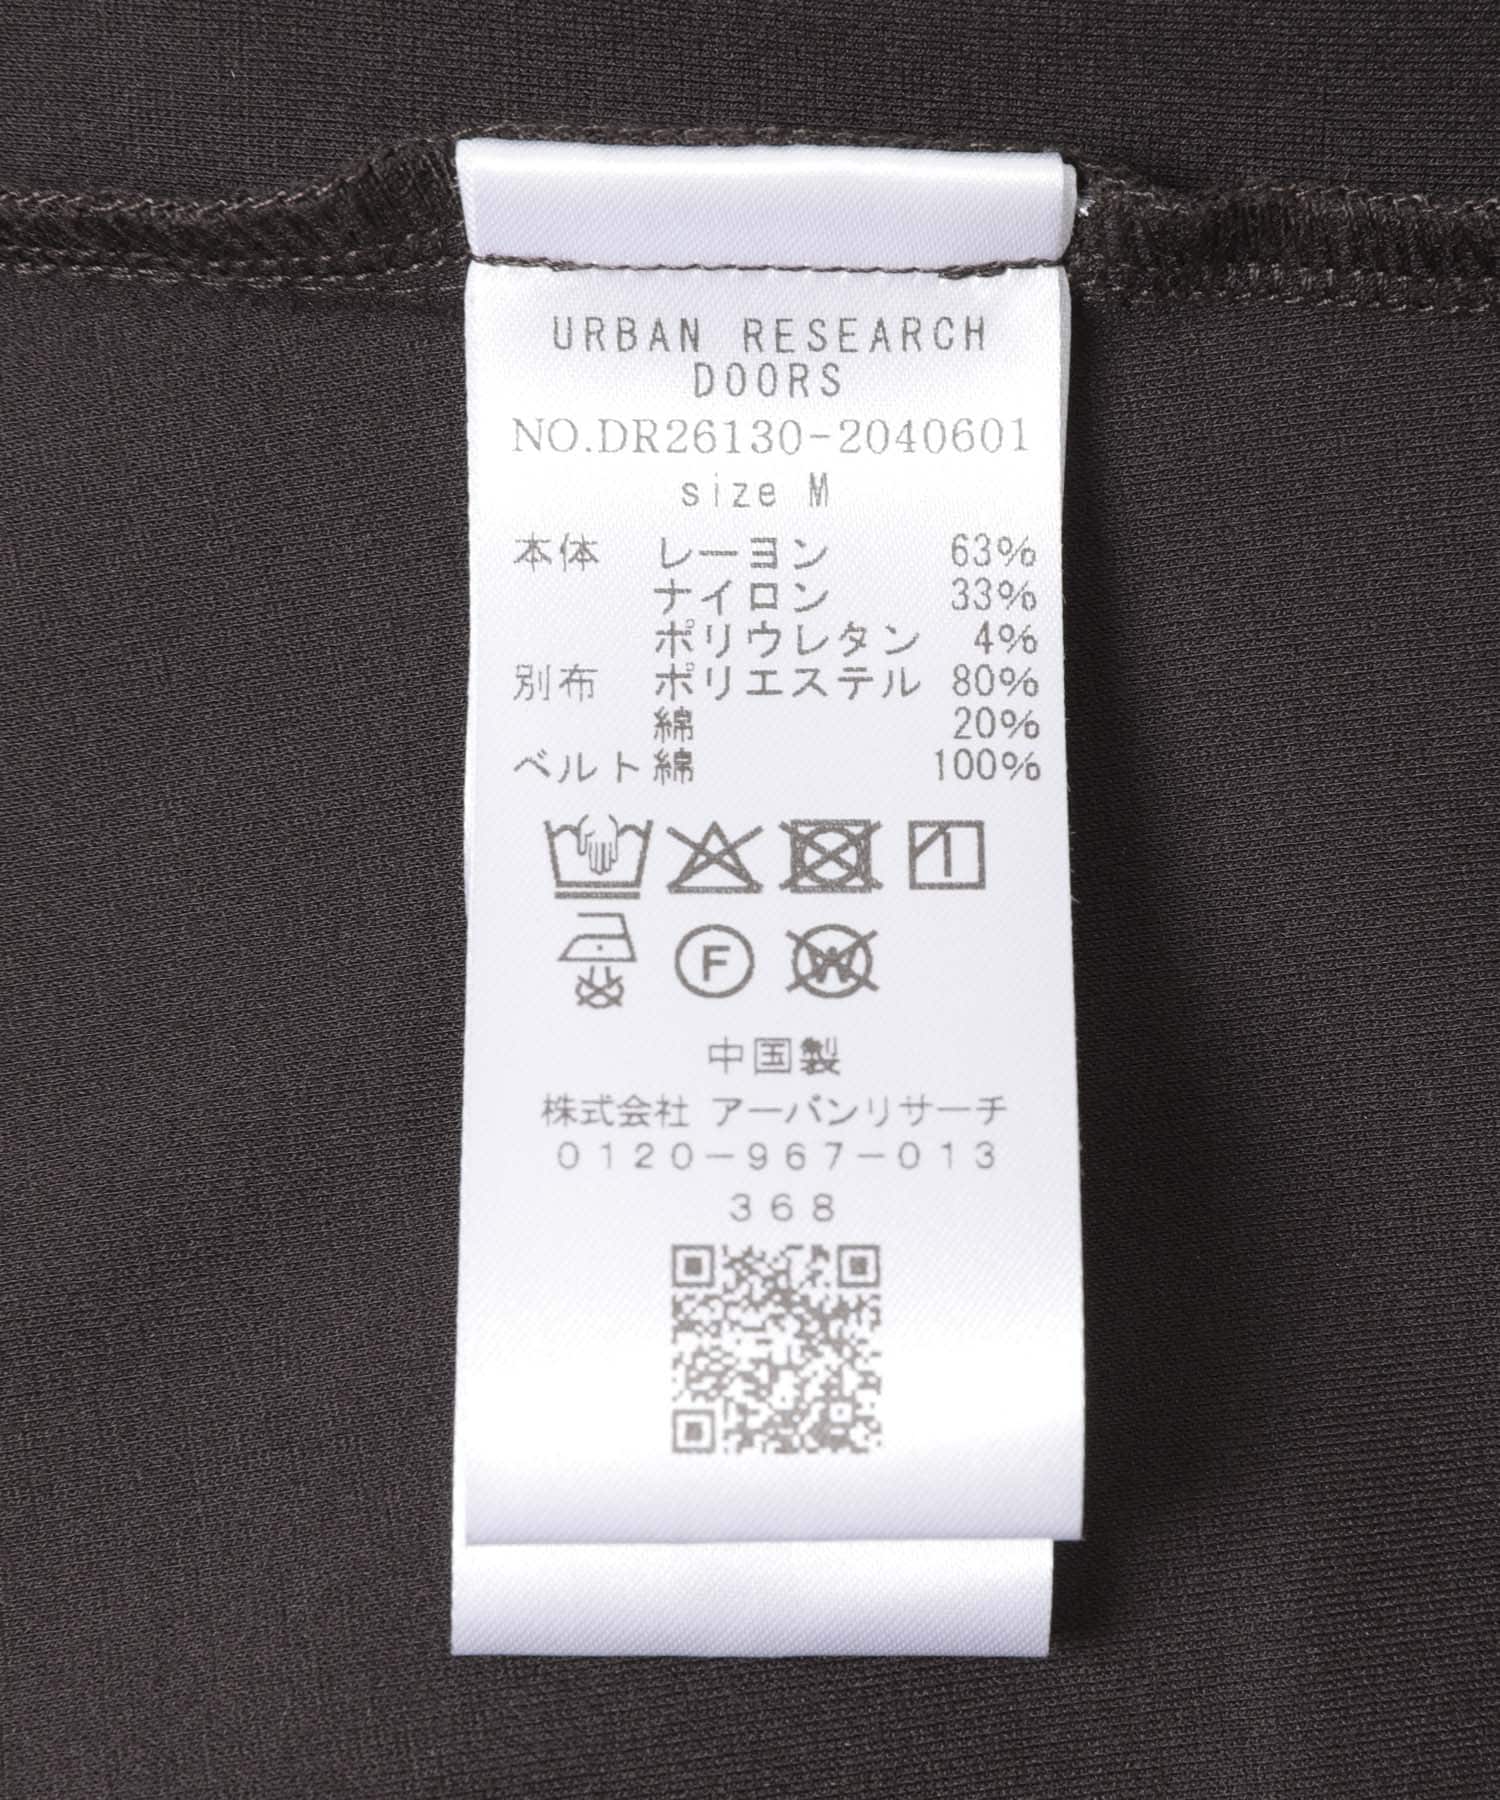 URBAN RESEARCH
DOORS
NO.DR26130-2040601
size M
本体 レーヨン 63%
ナイロン 33%
ポリウレタン 4%
別布 ポリエステル 80%
綿 20%
ベルト 綿 100%
F W
中国製
株式会社 アーバンリサーチ
0120-967-013
368